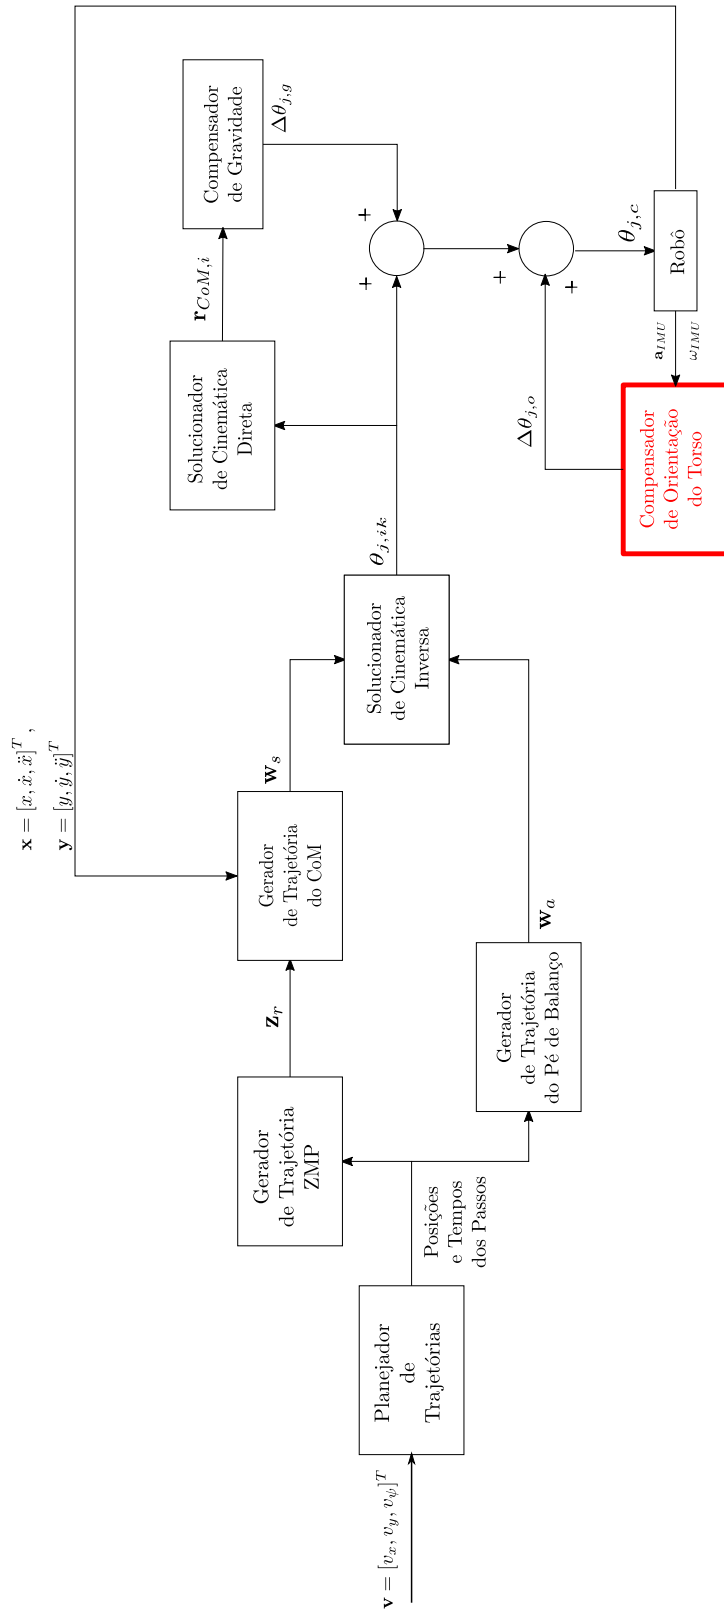 v = [v_x, v_y, v_ψ]^T
Planejador
de
Trajetórias
Posições
e Tempos
dos Passos
Gerador
de Trajetória
ZMP
z_r
Gerador
de Trajetória
do CoM
x = [x, ẋ, ẍ]^T ,
y = [y, ẏ, ÿ]^T
w_s
Gerador
de Trajetória
do Pé de Balanço
w_a
Solucionador
de Cinemática
Inversa
θ_{j,ik}
Solucionador
de Cinemática
Direta
r_{CoM,i}
Compensador
de Gravidade
Δθ_{j,g}
+
+
+
+
Δθ_{j,o}
Compensador
de Orientação
do Torso
a_{IMU}
ω_{IMU}
θ_{j,c}
Robô